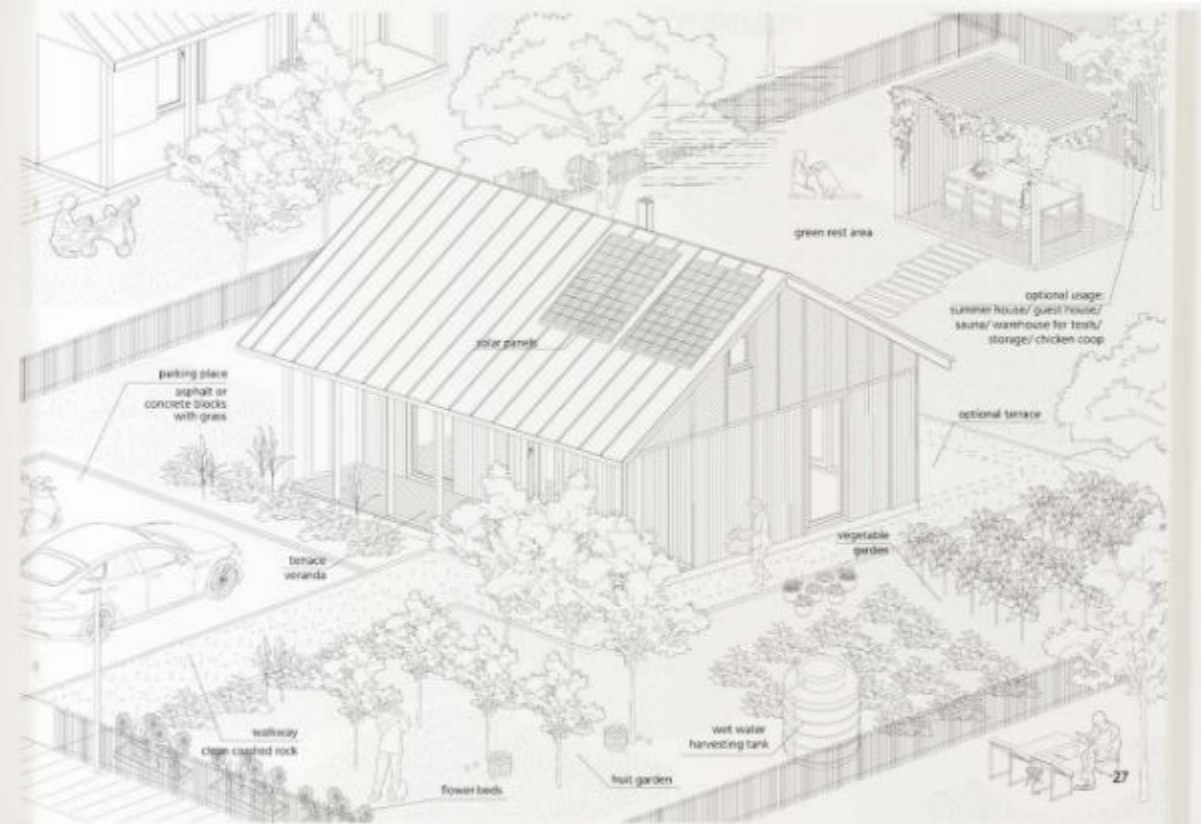 green rest area
optional usage:
summer house/ guest house/
sauna/ warehouse for tools/
storage/ chicken coop
solar panels
parking place
asphalt or
concrete blocks
with grass
optional terrace
vegetable
garden
terrace
veranda
walkway
clean crushed rock
wet water
harvesting tank
fruit garden
flower beds
27